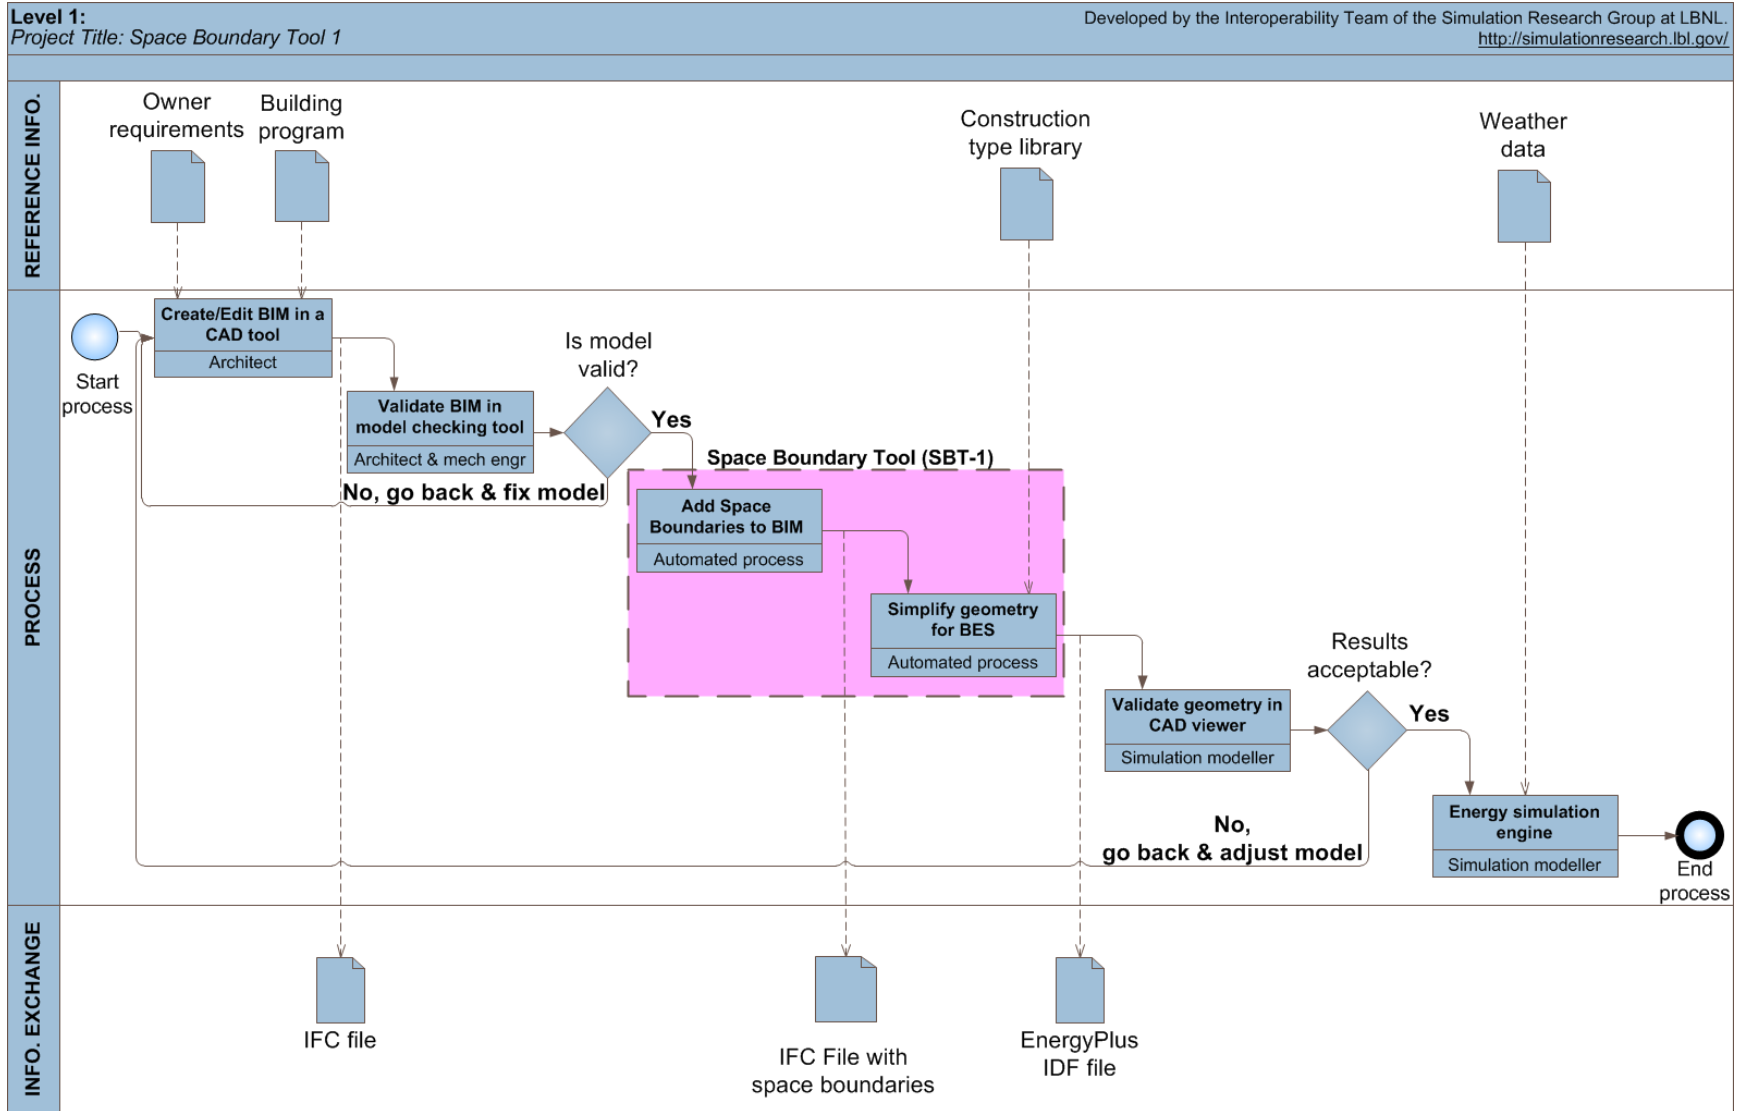 Level 1:
Project Title: Space Boundary Tool 1
Developed by the Interoperability Team of the Simulation Research Group at LBNL.
http://simulationresearch.lbl.gov/
REFERENCE INFO.
Owner
requirements
Building
program
Construction
type library
Weather
data
PROCESS
Start
process
Create/Edit BIM in a
CAD tool
Architect
Validate BIM in
model checking tool
Architect & mech engr
Is model
valid?
Yes
No, go back & fix model
Space Boundary Tool (SBT-1)
Add Space
Boundaries to BIM
Automated process
Simplify geometry
for BES
Automated process
Validate geometry in
CAD viewer
Simulation modeller
Results
acceptable?
Yes
No,
go back & adjust model
Energy simulation
engine
Simulation modeller
End
process
INFO. EXCHANGE
IFC file
IFC File with
space boundaries
EnergyPlus
IDF file